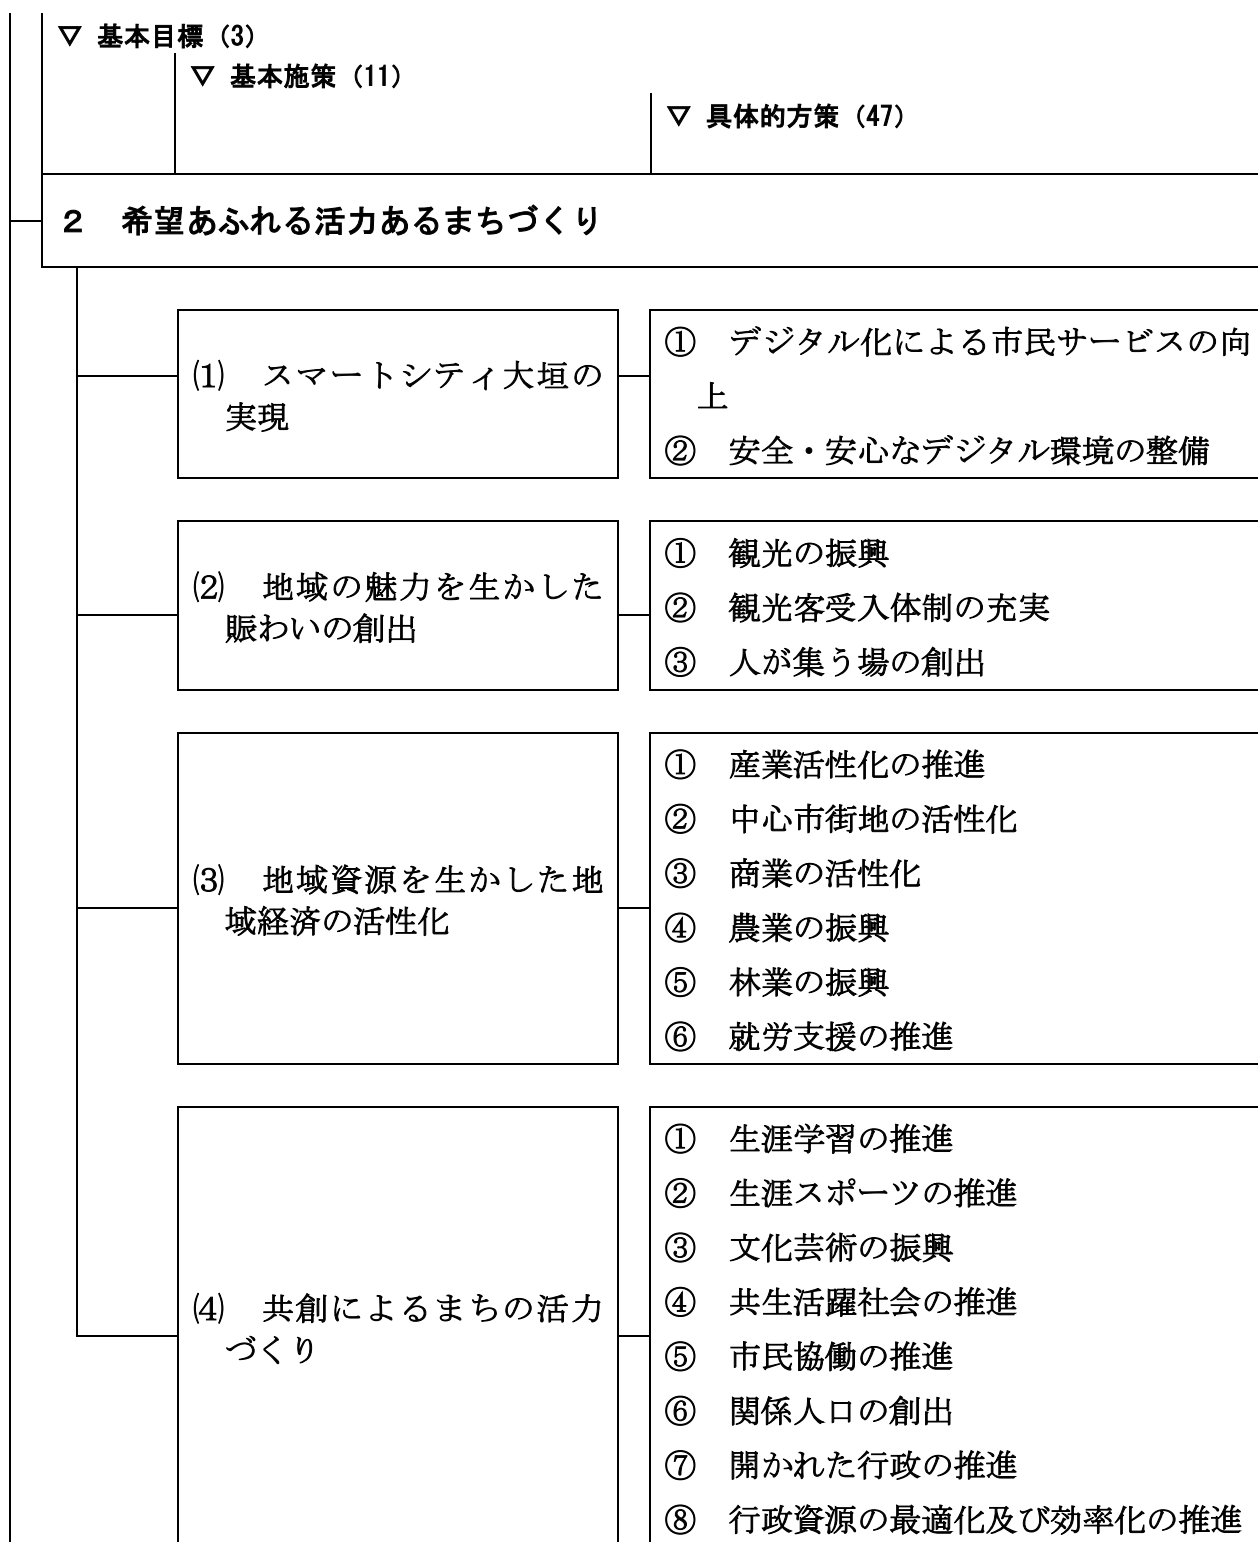 ▽ 基本目標（3）
▽ 基本施策（11）
▽ 具体的方策（47）
２　希望あふれる活力あるまちづくり
⑴　スマートシティ大垣の
実現
①　デジタル化による市民サービスの向
上
②　安全・安心なデジタル環境の整備
⑵　地域の魅力を生かした
賑わいの創出
①　観光の振興
②　観光客受入体制の充実
③　人が集う場の創出
⑶　地域資源を生かした地
域経済の活性化
①　産業活性化の推進
②　中心市街地の活性化
③　商業の活性化
④　農業の振興
⑤　林業の振興
⑥　就労支援の推進
⑷　共創によるまちの活力
づくり
①　生涯学習の推進
②　生涯スポーツの推進
③　文化芸術の振興
④　共生活躍社会の推進
⑤　市民協働の推進
⑥　関係人口の創出
⑦　開かれた行政の推進
⑧　行政資源の最適化及び効率化の推進